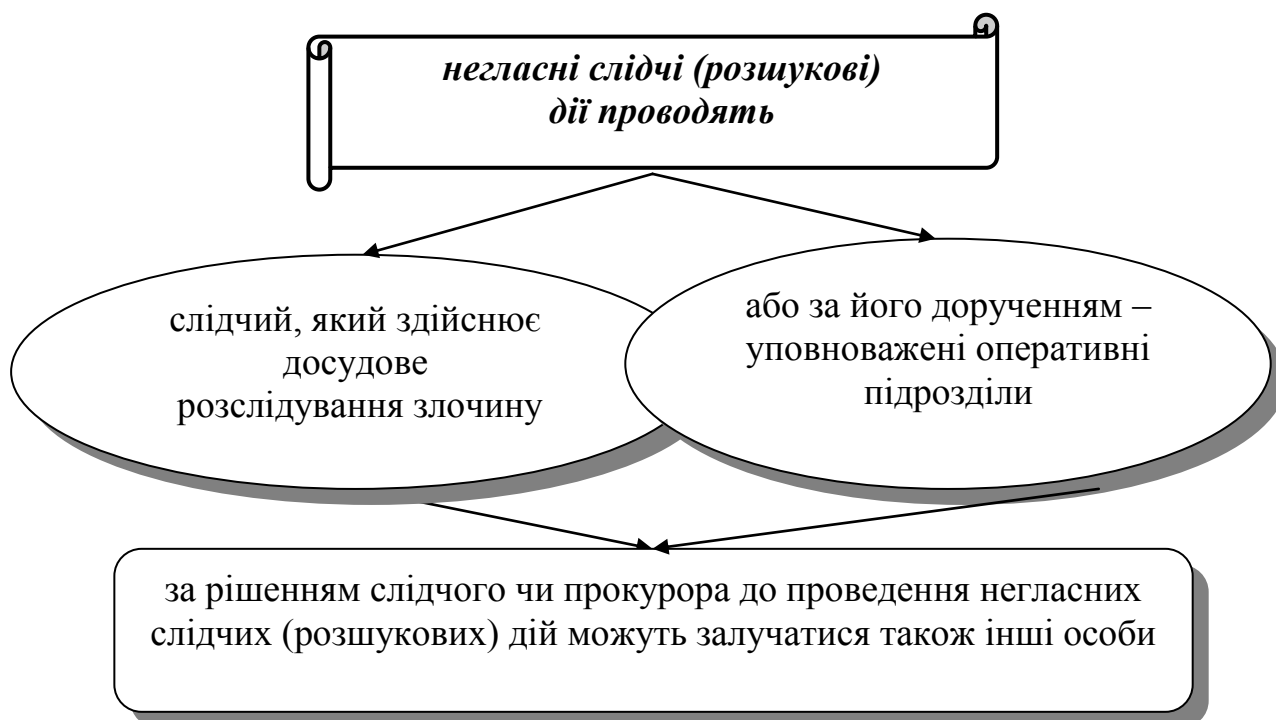 негласні слідчі (розшукові)
дії проводять
слідчий, який здійснює
досудове
розслідування злочину
або за його дорученням –
уповноважені оперативні
підрозділи
за рішенням слідчого чи прокурора до проведення негласних
слідчих (розшукових) дій можуть залучатися також інші особи